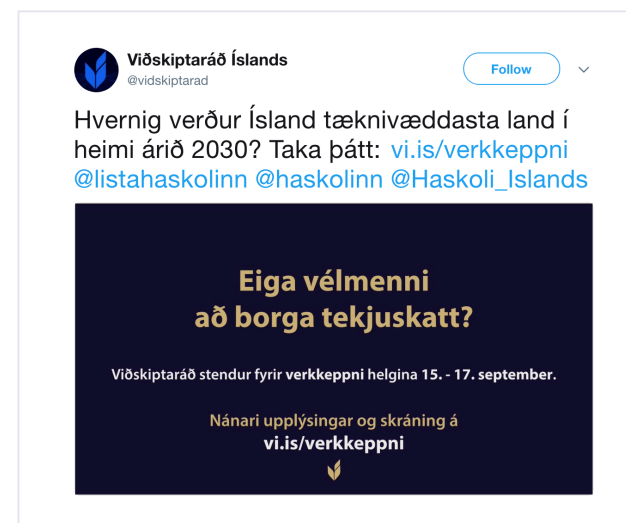 Viðskiptaráð Íslands
@vidskiptarad
Follow
Hvernig verður Ísland tæknivæddasta land í
heimi árið 2030? Taka þátt: vi.is/verkkeppni
@listahaskolinn @haskolinn @Haskoli_Islands
Eiga vélmenni
að borga tekjuskatt?
Viðskiptaráð stendur fyrir verkkeppni helgina 15. - 17. september.
Nánari upplýsingar og skráning á
vi.is/verkkeppni